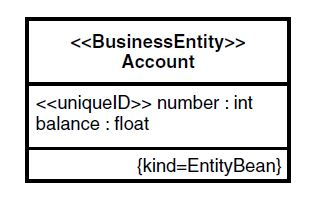 <<BusinessEntity>>
Account
<<uniqueID>> number : int
balance : float
{kind=EntityBean}